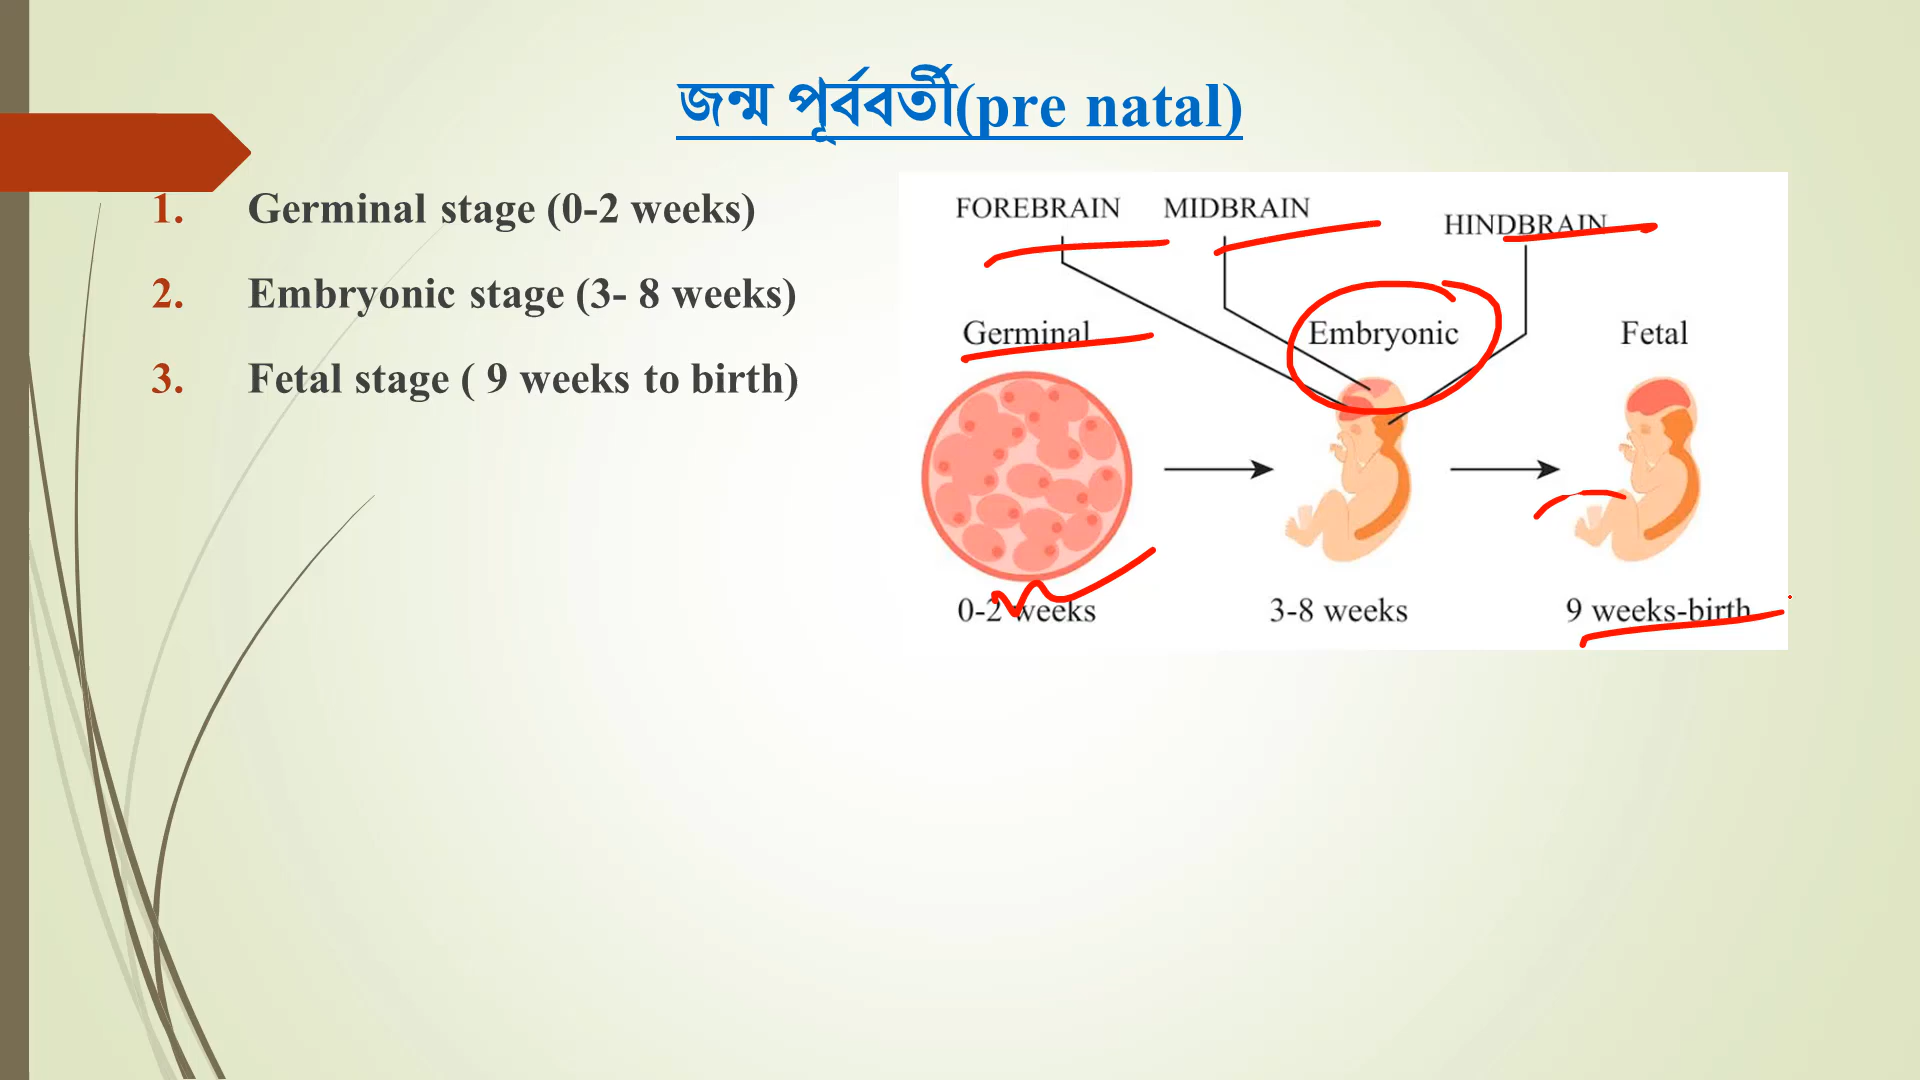 জন্ম পূর্ববর্তী(pre natal)
1. Germinal stage (0-2 weeks)
2. Embryonic stage (3- 8 weeks)
3. Fetal stage ( 9 weeks to birth)
FOREBRAIN MIDBRAIN HINDBRAIN
Germinal Embryonic Fetal
0-2 weeks 3-8 weeks 9 weeks-birth